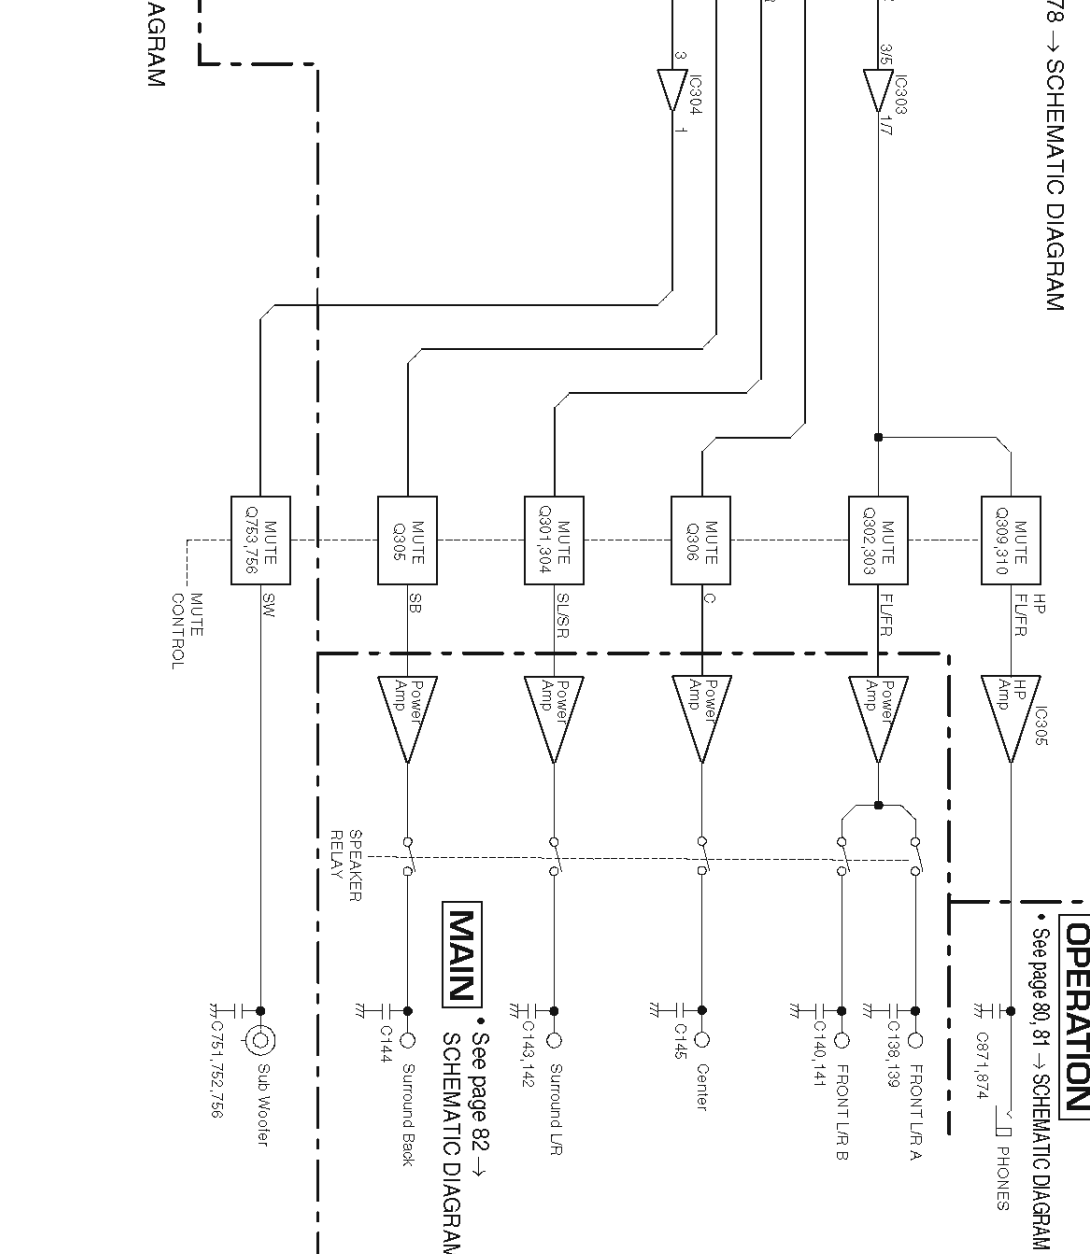 78 → SCHEMATIC DIAGRAM
AGRAM
IC303
3/5
1/7
IC304
3
1
MUTE
Q309,310
MUTE
Q302,303
MUTE
Q306
MUTE
Q301,304
MUTE
Q305
MUTE
Q753,756
HP
FL/FR
FL/FR
C
SL/SR
SB
SW
MUTE
CONTROL
IC305
HP
Amp
Power
Amp
Power
Amp
Power
Amp
Power
Amp
SPEAKER
RELAY
OPERATION
• See page 80, 81 → SCHEMATIC DIAGRAM
MAIN
• See page 82 →
SCHEMATIC DIAGRAM
C871,874
PHONES
C138,139
FRONT L/R A
C140,141
FRONT L/R B
C145
Center
C143,142
Surround L/R
C144
Surround Back
C751,752,756
Sub Woofer